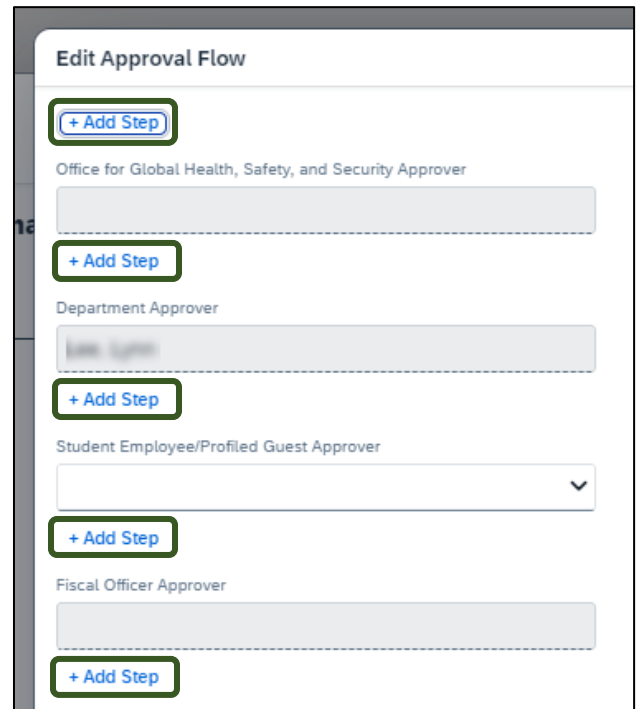 Edit Approval Flow
+ Add Step
Office for Global Health, Safety, and Security Approver
+ Add Step
Department Approver
+ Add Step
Student Employee/Profiled Guest Approver
+ Add Step
Fiscal Officer Approver
+ Add Step